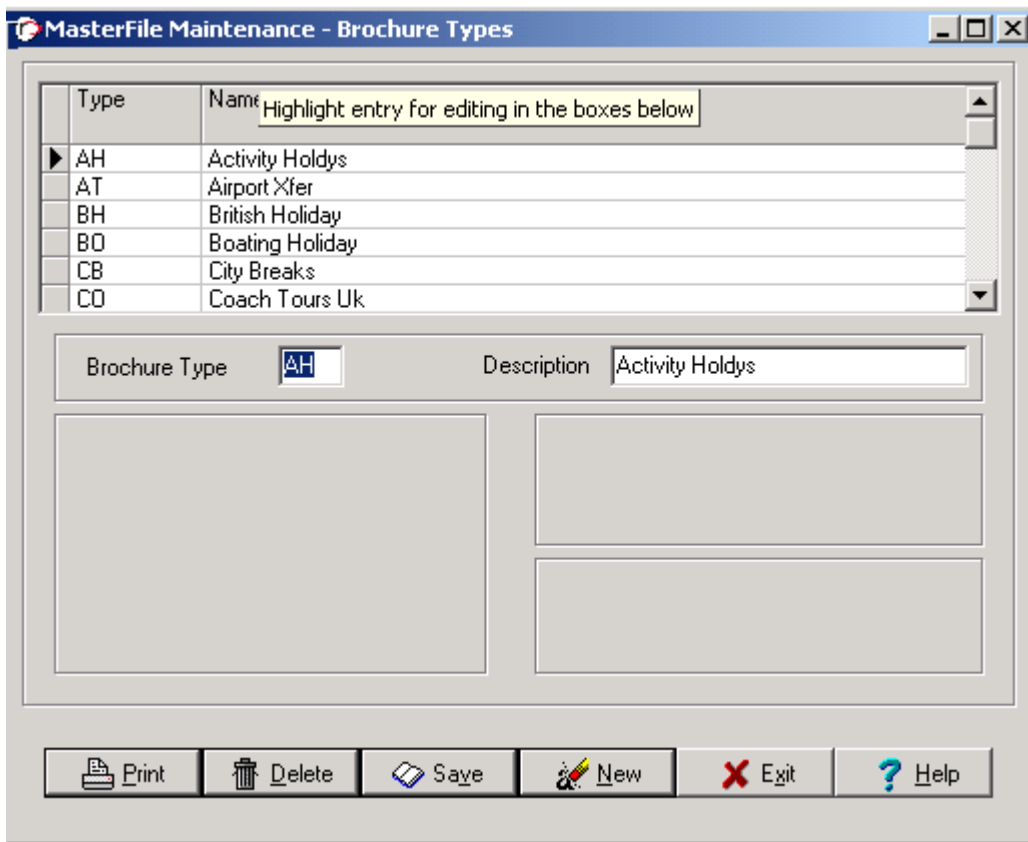 MasterFile Maintenance - Brochure Types
Type Name
Highlight entry for editing in the boxes below
AH Activity Holdys
AT Airport Xfer
BH British Holiday
BO Boating Holiday
CB City Breaks
CO Coach Tours Uk
Brochure Type AH Description Activity Holdys
Print Delete Save New Exit Help